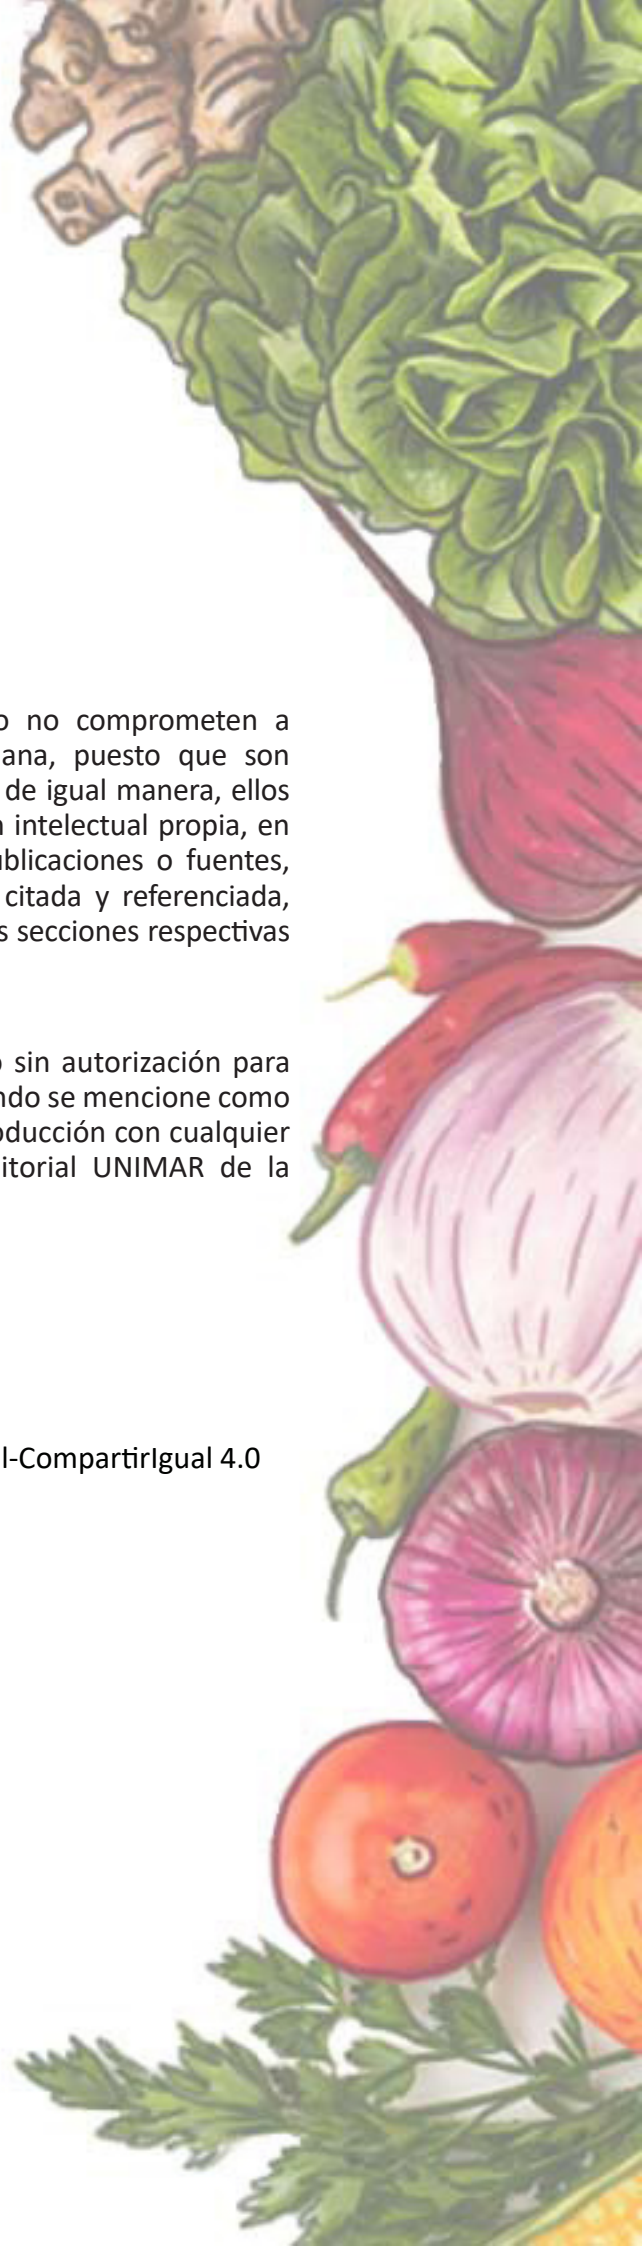 no comprometen a
ana, puesto que son
de igual manera, ellos
intelectual propia, en
blicaciones o fuentes,
citada y referenciada,
s secciones respectivas
sin autorización para
ndo se mencione como
oducción con cualquier
itorial UNIMAR de la
l-CompartirIgual 4.0